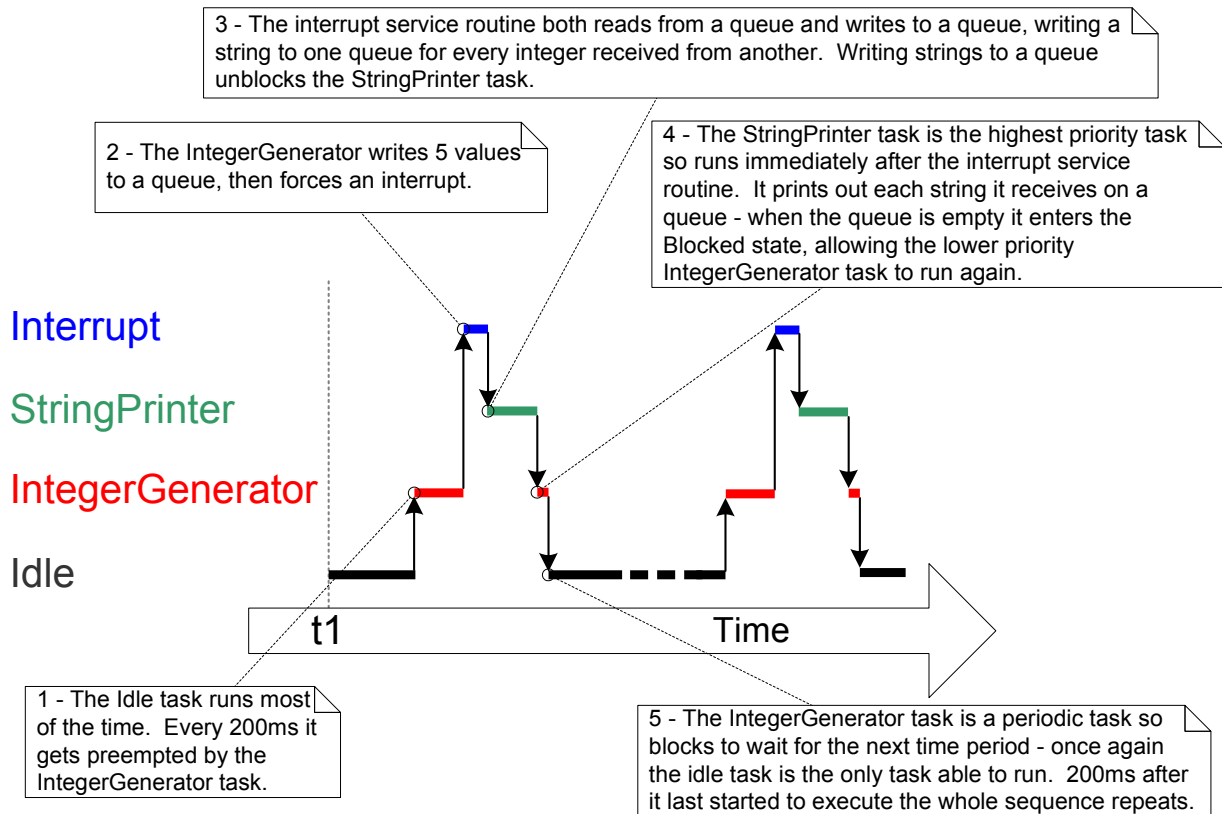 3 - The interrupt service routine both reads from a queue and writes to a queue, writing a
string to one queue for every integer received from another.  Writing strings to a queue
unblocks the StringPrinter task.
2 - The IntegerGenerator writes 5 values
to a queue, then forces an interrupt.
4 - The StringPrinter task is the highest priority task
so runs immediately after the interrupt service
routine.  It prints out each string it receives on a
queue - when the queue is empty it enters the
Blocked state, allowing the lower priority
IntegerGenerator task to run again.
Interrupt
StringPrinter
IntegerGenerator
Idle
t1
Time
1 - The Idle task runs most
of the time.  Every 200ms it
gets preempted by the
IntegerGenerator task.
5 - The IntegerGenerator task is a periodic task so
blocks to wait for the next time period - once again
the idle task is the only task able to run.  200ms after
it last started to execute the whole sequence repeats.